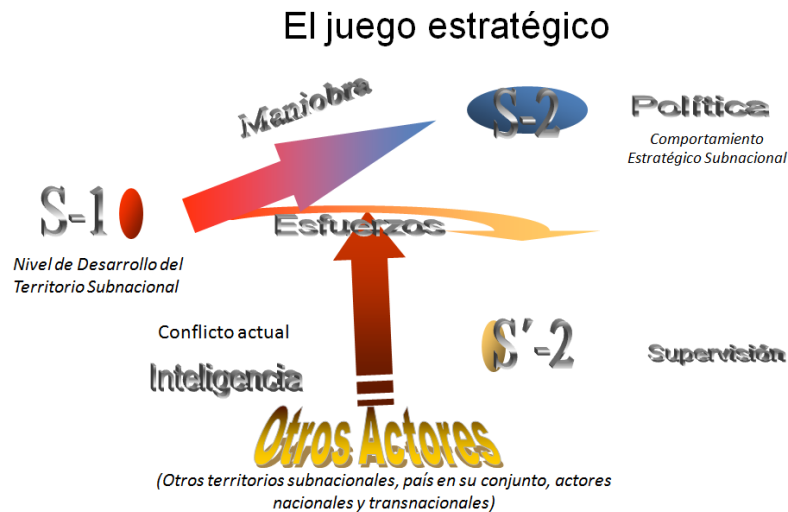 El juego estratégico
Maniobra
S-2
Política
Comportamiento
Estratégico Subnacional
S-1
Esfuerzos
Nivel de Desarrollo del
Territorio Subnacional
Conflicto actual
S´-2
Supervisión
Inteligencia
Otros Actores
(Otros territorios subnacionales, país en su conjunto, actores
nacionales y transnacionales)